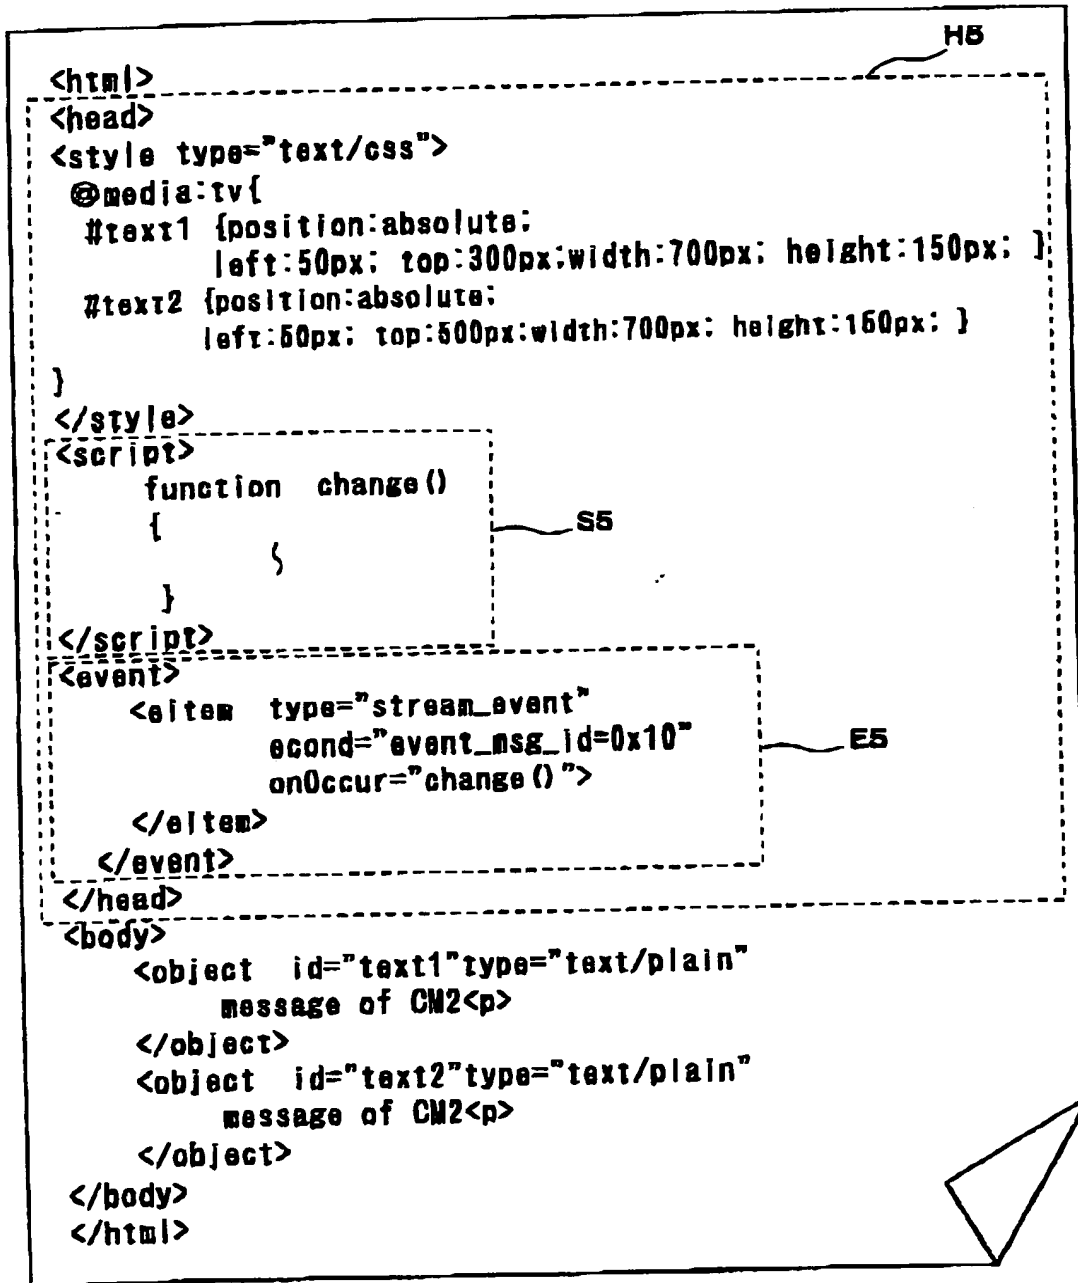 H5
<html>
<head>
<style type="text/css">
@media:tv{
#text1 {position:absolute;
left:50px; top:300px;width:700px; height:150px; }
#text2 {position:absolute;
left:50px; top:500px;width:700px; height:150px; }
}
</style>
<script>
function change()
{
S5
}
</script>
<event>
<eitem type="stream_event"
econd="event_msg_id=0x10"
E5
onOccur="change()">
</eitem>
</event>
</head>
<body>
<object id="text1"type="text/plain"
message of CM2<p>
</object>
<object id="text2"type="text/plain"
message of CM2<p>
</object>
</body>
</html>